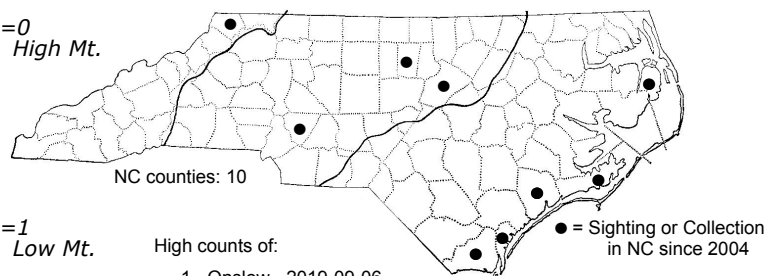 =0
High Mt.
NC counties: 10
=1
Low Mt.
High counts of:
● = Sighting or Collection
in NC since 2004
1 - Onslow - 2019-09-06